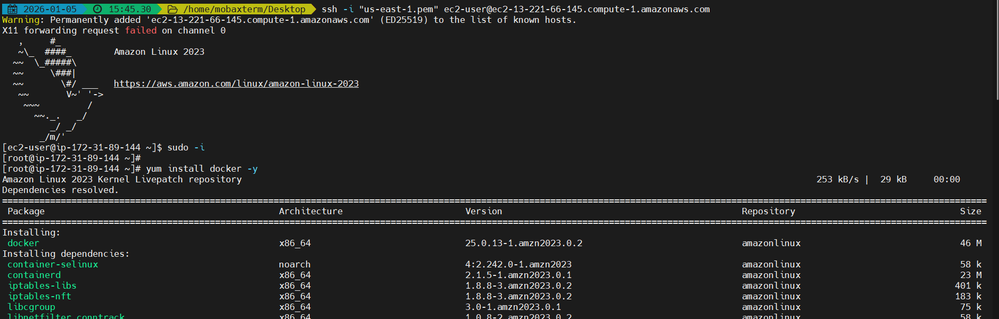 2026-01-05 15:45.30 /home/mobaxterm/Desktop ssh -i "us-east-1.pem" ec2-user@ec2-13-221-66-145.compute-1.amazonaws.com
Warning: Permanently added 'ec2-13-221-66-145.compute-1.amazonaws.com' (ED25519) to the list of known hosts.
X11 forwarding request failed on channel 0
   ,     #_
   ~\_  ####_        Amazon Linux 2023
  ~~  \_#####\
  ~~     \###|
  ~~       \#/ ___   https://aws.amazon.com/linux/amazon-linux-2023
   ~~       V~' '->
    ~~~         /
      ~~._.   _/
         _/ _/
       _/m/'
[ec2-user@ip-172-31-89-144 ~]$ sudo -i
[root@ip-172-31-89-144 ~]#
[root@ip-172-31-89-144 ~]# yum install docker -y
Amazon Linux 2023 Kernel Livepatch repository 253 kB/s | 29 kB 00:00
Dependencies resolved.
================================================================================
Package Architecture Version Repository Size
================================================================================
Installing:
docker x86_64 25.0.13-1.amzn2023.0.2 amazonlinux 46 M
Installing dependencies:
container-selinux noarch 4:2.242.0-1.amzn2023 amazonlinux 58 k
containerd x86_64 2.1.5-1.amzn2023.0.1 amazonlinux 23 M
iptables-libs x86_64 1.8.8-3.amzn2023.0.2 amazonlinux 401 k
iptables-nft x86_64 1.8.8-3.amzn2023.0.2 amazonlinux 183 k
libcgroup x86_64 3.0-1.amzn2023.0.1 amazonlinux 75 k
libnetfilter_conntrack x86_64 1.0.8-2.amzn2023.0.2 amazonlinux 58 k